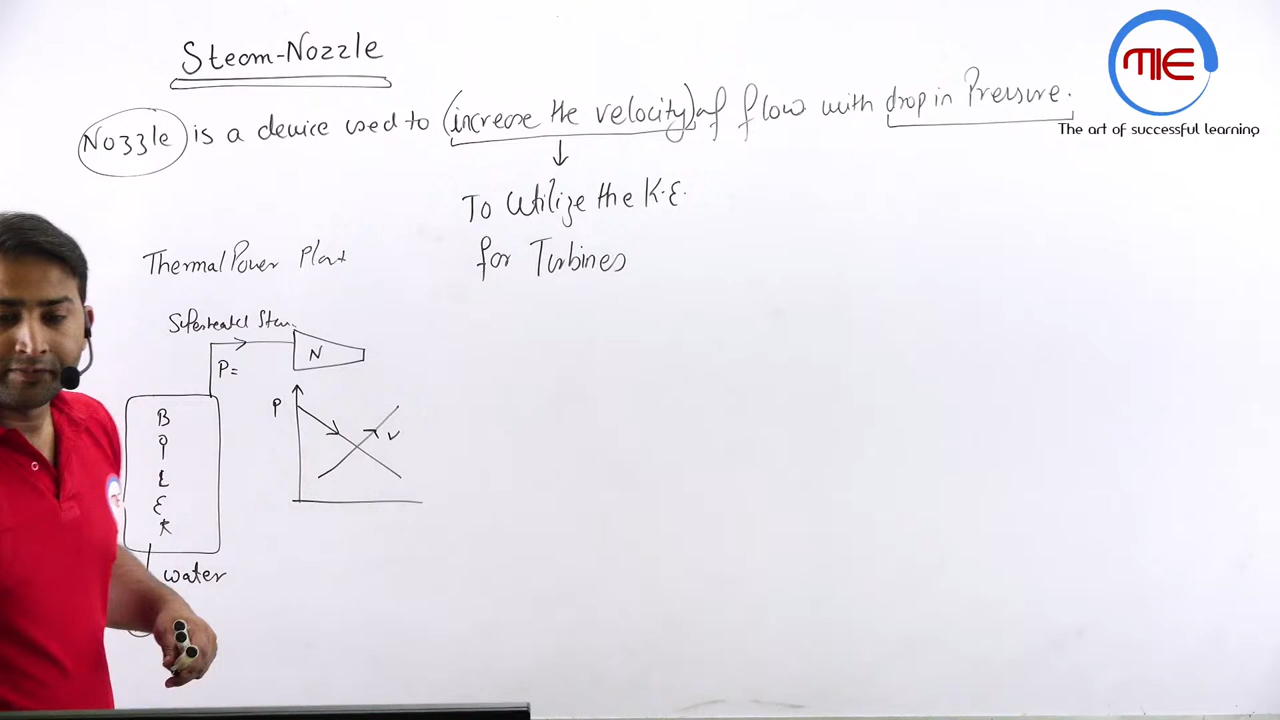 Steam-Nozzle
MIE
The art of successful learning
Nozzle is a device used to (increase the velocity) of flow with drop in Pressure.
To Utilize the K.E.
for Turbines
Thermal Power Plant
Superheated Steam
N
P=
P
V
BOILER
water